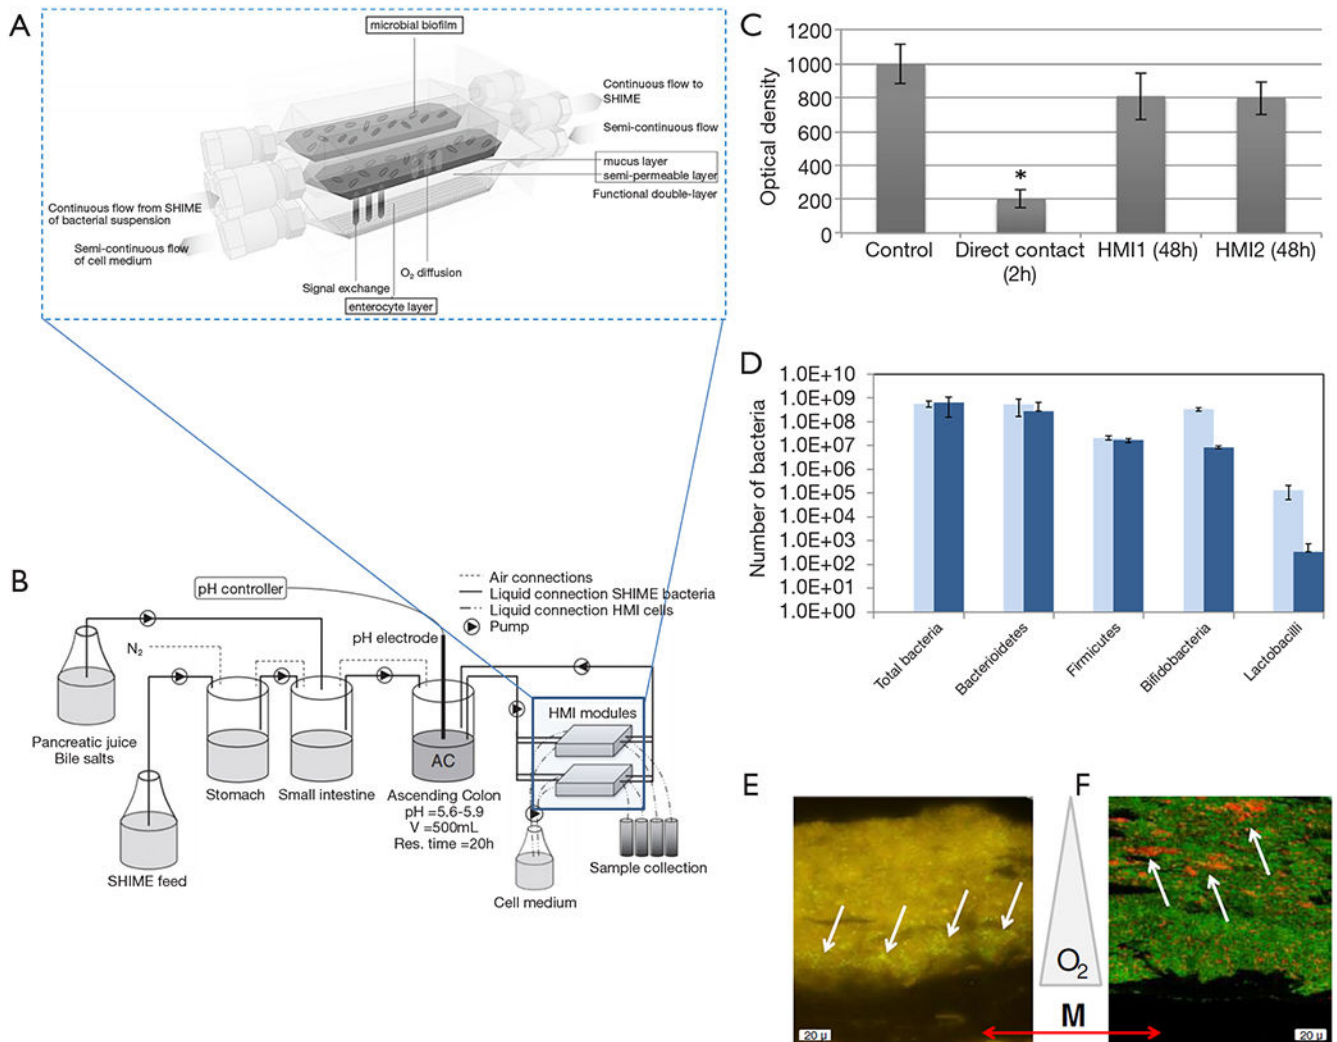 A
microbial biofilm
Continuous flow to
SHIME
Semi-continuous flow
mucus layer
semi-permeable layer
Functional double-layer
Continuous flow from SHIME
of bacterial suspension
Semi-continuous flow
of cell medium
O2 diffusion
Signal exchange
enterocyte layer
B
pH controller
Air connections
Liquid connection SHIME bacteria
Liquid connection HMI cells
Pump
pH electrode
N2
HMI modules
AC
Pancreatic juice
Bile salts
Stomach
Small intestine
Ascending Colon
pH =5.6-5.9
V =500mL
Res. time =20h
SHIME feed
Cell medium
Sample collection
C
Optical density
1200
1000
800
600
400
200
0
*
Control
Direct contact
(2h)
HMI1 (48h)
HMI2 (48h)
D
Number of bacteria
1.0E+10
1.0E+09
1.0E+08
1.0E+07
1.0E+06
1.0E+05
1.0E+04
1.0E+03
1.0E+02
1.0E+01
1.0E+00
Total bacteria
Bacterioidetes
Firmicutes
Bifidobacteria
Lactobacilli
E
F
O2
M
20 µ
20 µ